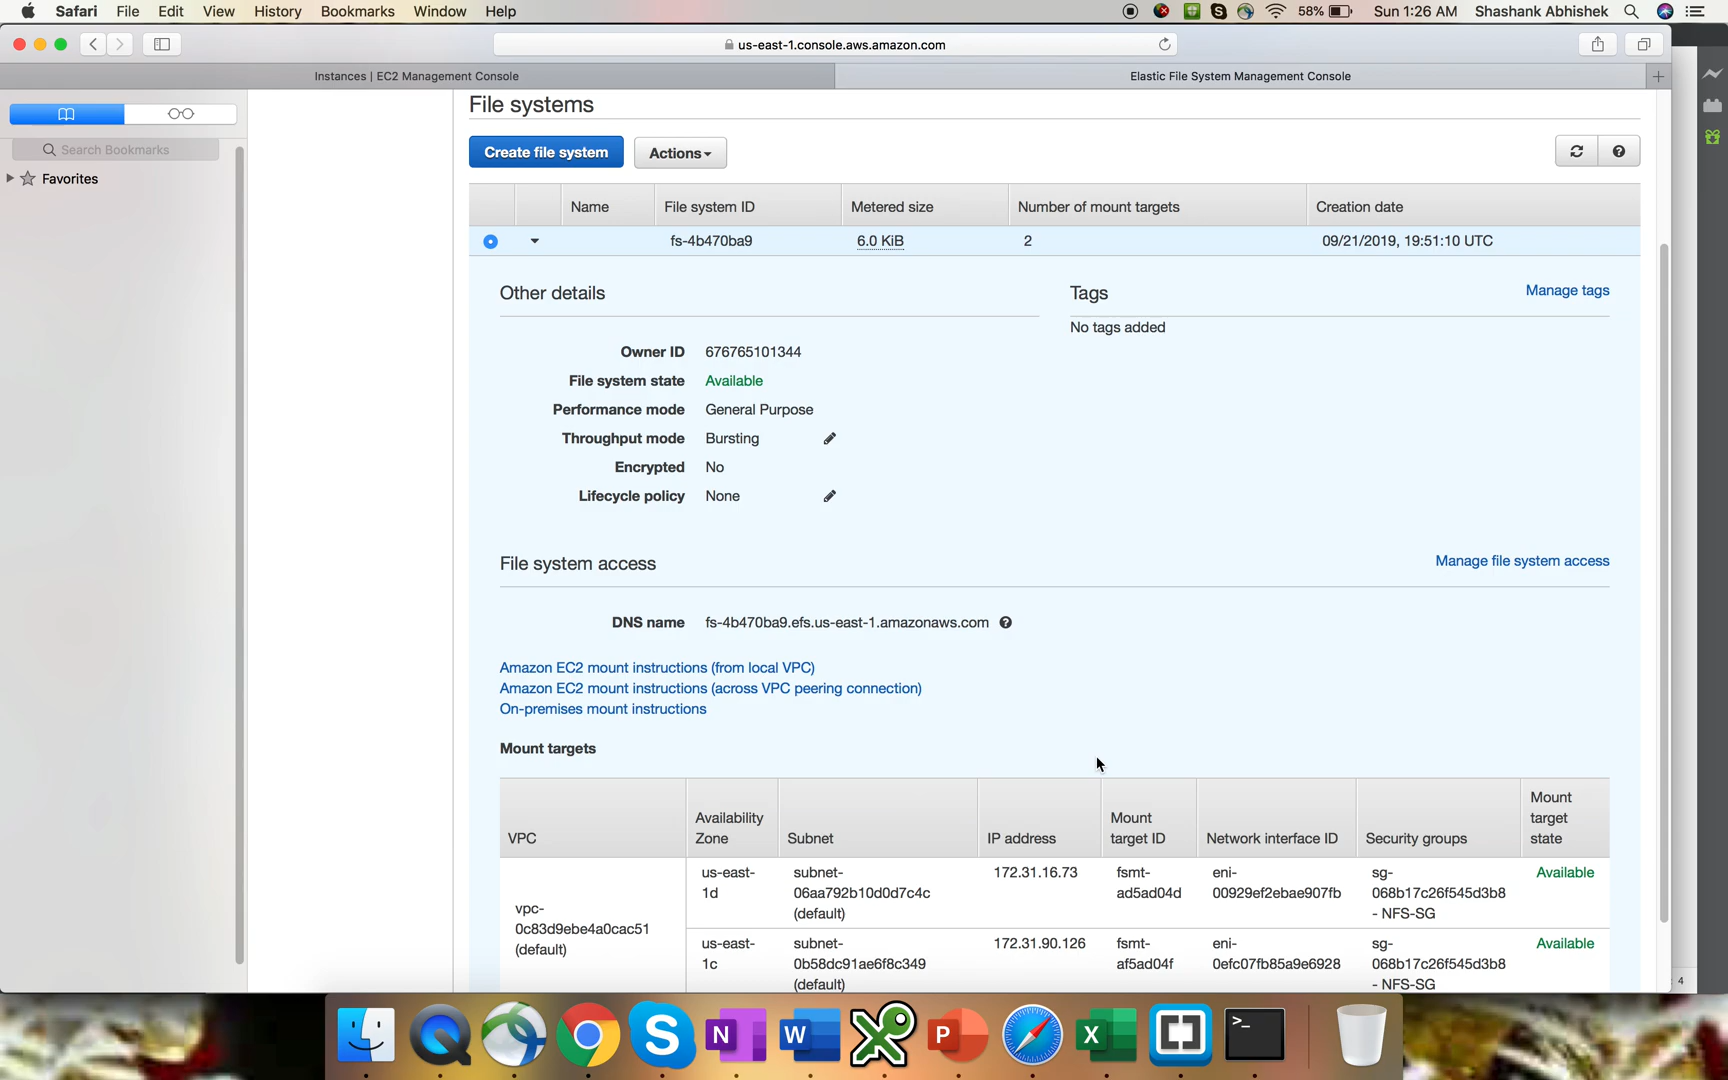 Safari File Edit View History Bookmarks Window Help 58% Sun 1:26 AM Shashank Abhishek
us-east-1.console.aws.amazon.com
Instances | EC2 Management Console
Elastic File System Management Console
Search Bookmarks
Favorites
File systems
Create file system
Actions
Name File system ID Metered size Number of mount targets Creation date
fs-4b470ba9 6.0 KiB 2 09/21/2019, 19:51:10 UTC
Other details
Tags
Manage tags
No tags added
Owner ID 676765101344
File system state Available
Performance mode General Purpose
Throughput mode Bursting
Encrypted No
Lifecycle policy None
File system access
Manage file system access
DNS name fs-4b470ba9.efs.us-east-1.amazonaws.com
Amazon EC2 mount instructions (from local VPC)
Amazon EC2 mount instructions (across VPC peering connection)
On-premises mount instructions
Mount targets
VPC
Availability
Zone
Subnet
IP address
Mount
target ID
Network interface ID
Security groups
Mount
target
state
vpc-
0c83d9ebe4a0cac51
(default)
us-east-
1d
subnet-
06aa792b10d0d7c4c
(default)
172.31.16.73
fsmt-
ad5ad04d
eni-
00929ef2ebae907fb
sg-
068b17c26f545d3b8
- NFS-SG
Available
us-east-
1c
subnet-
0b58dc91ae6f8c349
(default)
172.31.90.126
fsmt-
af5ad04f
eni-
0efc07fb85a9e6928
sg-
068b17c26f545d3b8
- NFS-SG
Available
4
S
N
W
P
X
>_